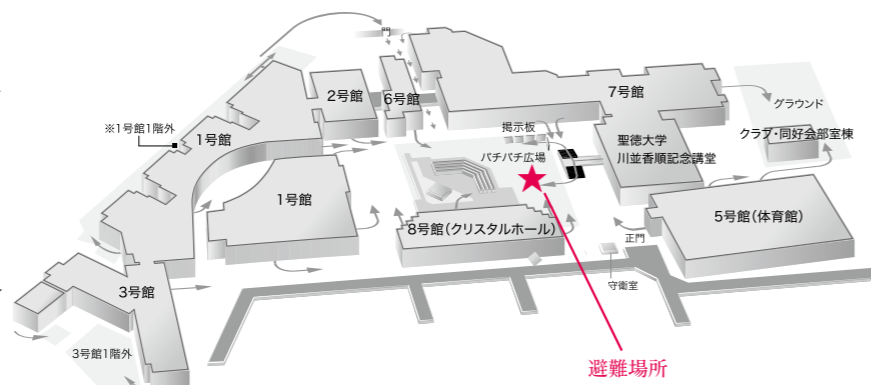 門
2号館
6号館
7号館
グラウンド
※1号館1階外
1号館
掲示板
クラブ・同好会部室棟
聖徳大学
川並香順記念講堂
パチパチ広場
1号館
8号館(クリスタルホール)
5号館(体育館)
正門
守衛室
3号館
3号館1階外
避難場所